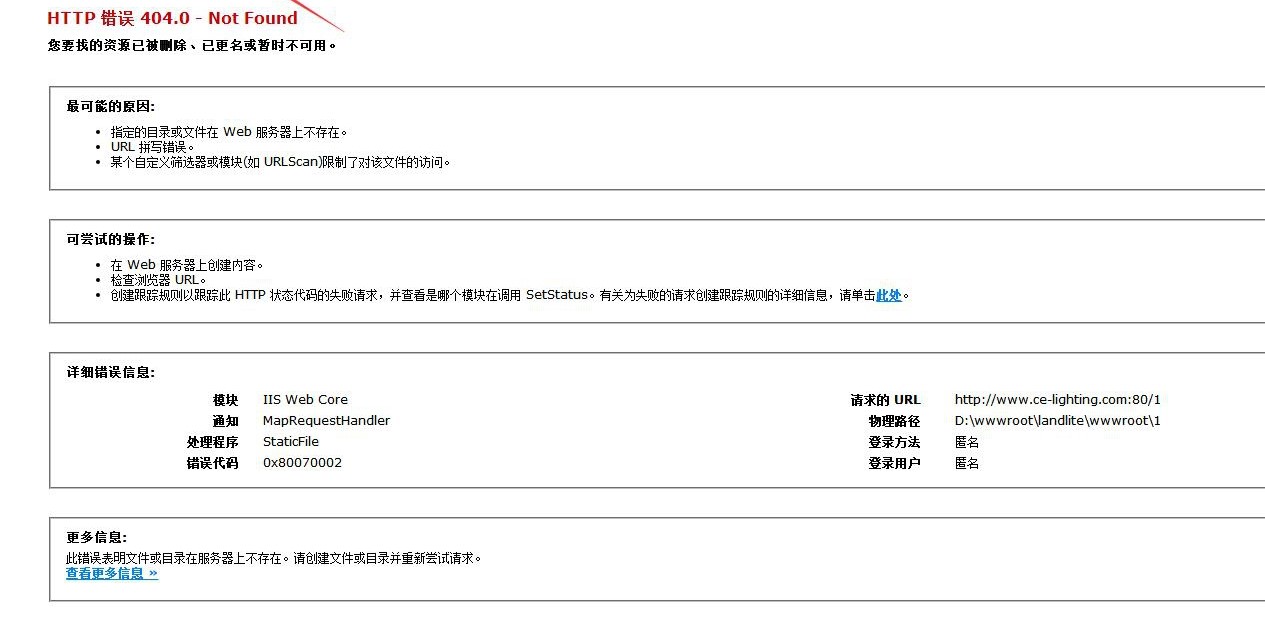 HTTP 错误 404.0 - Not Found
您要找的资源已被删除、已更名或暂时不可用。
最可能的原因:
• 指定的目录或文件在 Web 服务器上不存在。
• URL 拼写错误。
• 某个自定义筛选器或模块(如 URLScan)限制了对该文件的访问。
可尝试的操作:
• 在 Web 服务器上创建内容。
• 检查浏览器 URL。
• 创建跟踪规则以跟踪此 HTTP 状态代码的失败请求，并查看是哪个模块在调用 SetStatus。有关为失败的请求创建跟踪规则的详细信息，请单击此处。
详细错误信息:
模块 IIS Web Core 请求的 URL http://www.ce-lighting.com:80/1
通知 MapRequestHandler 物理路径 D:\wwwroot\landlite\wwwroot\1
处理程序 StaticFile 登录方法 匿名
错误代码 0x80070002 登录用户 匿名
更多信息:
此错误表明文件或目录在服务器上不存在。请创建文件或目录并重新尝试请求。
查看更多信息 »